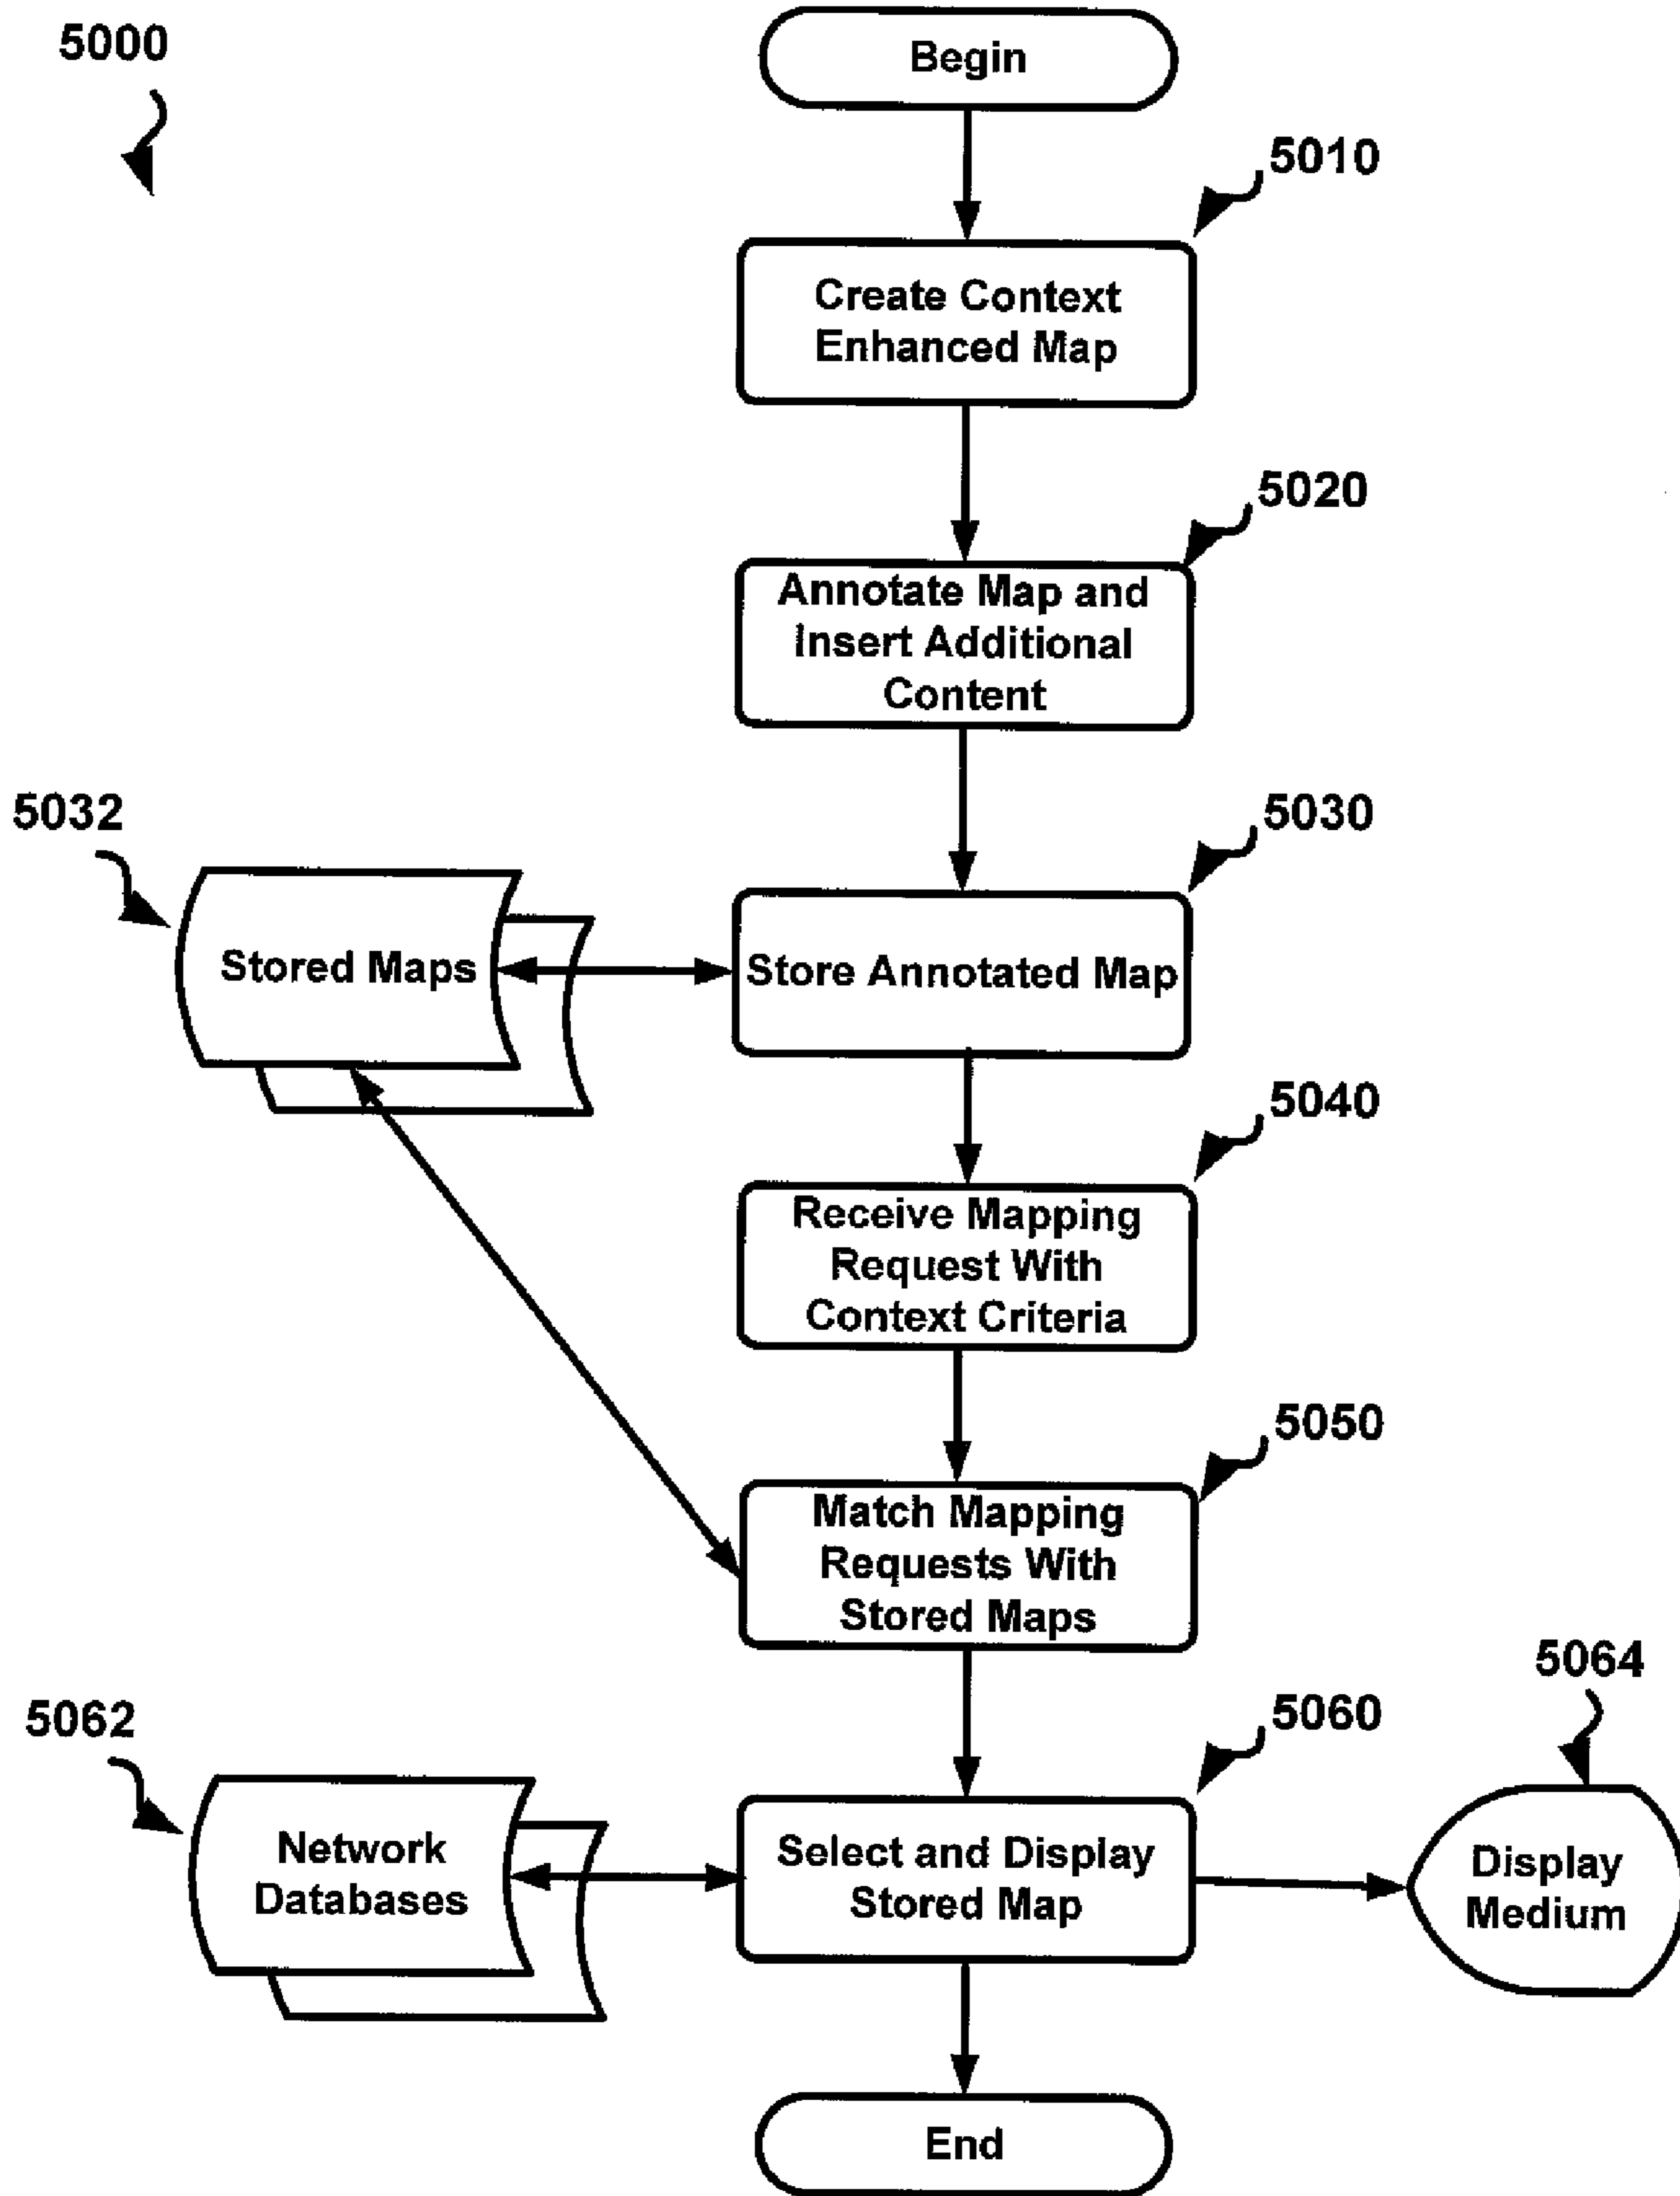 5000
Begin
5010
Create Context
Enhanced Map
5020
Annotate Map and
Insert Additional
Content
5032
5030
Stored Maps
Store Annotated Map
5040
Receive Mapping
Request With
Context Criteria
5050
Match Mapping
Requests With
Stored Maps
5064
5062
5060
Network
Databases
Select and Display
Stored Map
Display
Medium
End